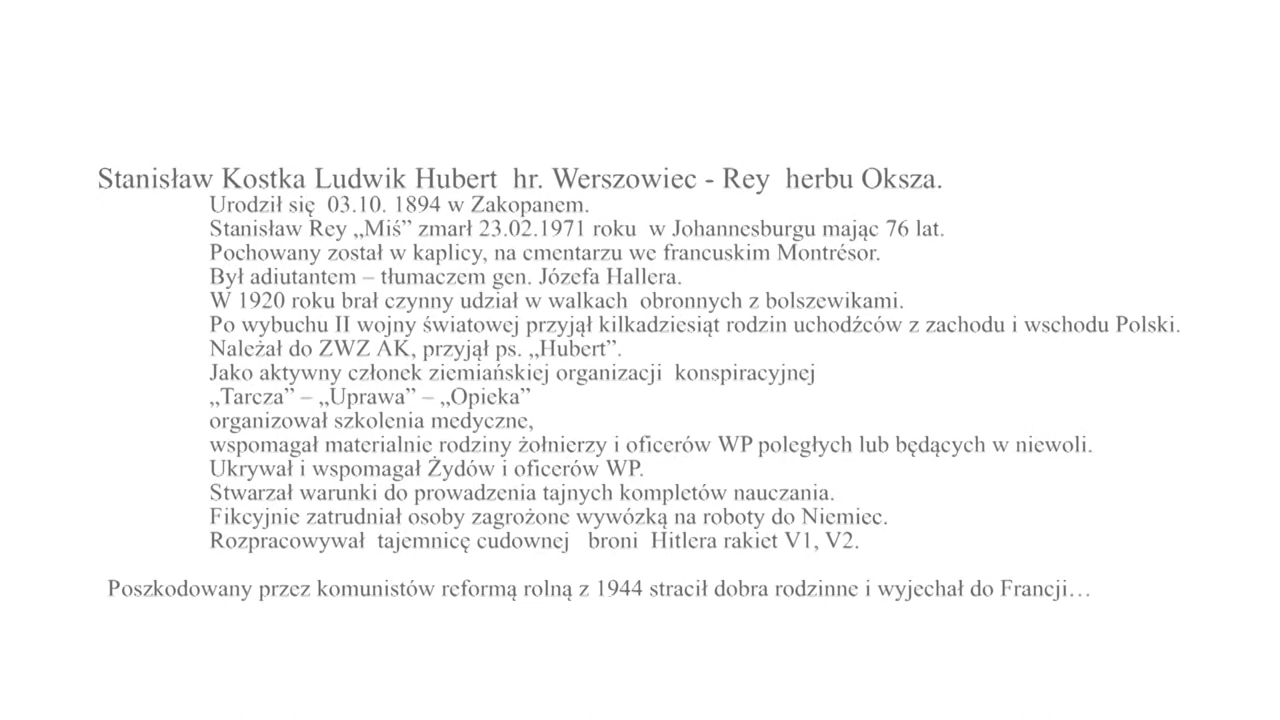 Stanisław Kostka Ludwik Hubert hr. Werszowiec - Rey herbu Oksza.
Urodził się 03.10. 1894 w Zakopanem.
Stanisław Rey „Miś” zmarł 23.02.1971 roku w Johannesburgu mając 76 lat.
Pochowany został w kaplicy, na cmentarzu we francuskim Montrésor.
Był adiutantem – tłumaczem gen. Józefa Hallera.
W 1920 roku brał czynny udział w walkach obronnych z bolszewikami.
Po wybuchu II wojny światowej przyjął kilkadziesiąt rodzin uchodźców z zachodu i wschodu Polski.
Należał do ZWZ AK, przyjął ps. „Hubert”.
Jako aktywny członek ziemiańskiej organizacji konspiracyjnej
„Tarcza” – „Uprawa” – „Opieka”
organizował szkolenia medyczne,
wspomagał materialnie rodziny żołnierzy i oficerów WP poległych lub będących w niewoli.
Ukrywał i wspomagał Żydów i oficerów WP.
Stwarzał warunki do prowadzenia tajnych kompletów nauczania.
Fikcyjnie zatrudniał osoby zagrożone wywózką na roboty do Niemiec.
Rozpracowywał tajemnicę cudownej broni Hitlera rakiet V1, V2.
Poszkodowany przez komunistów reformą rolną z 1944 stracił dobra rodzinne i wyjechał do Francji…